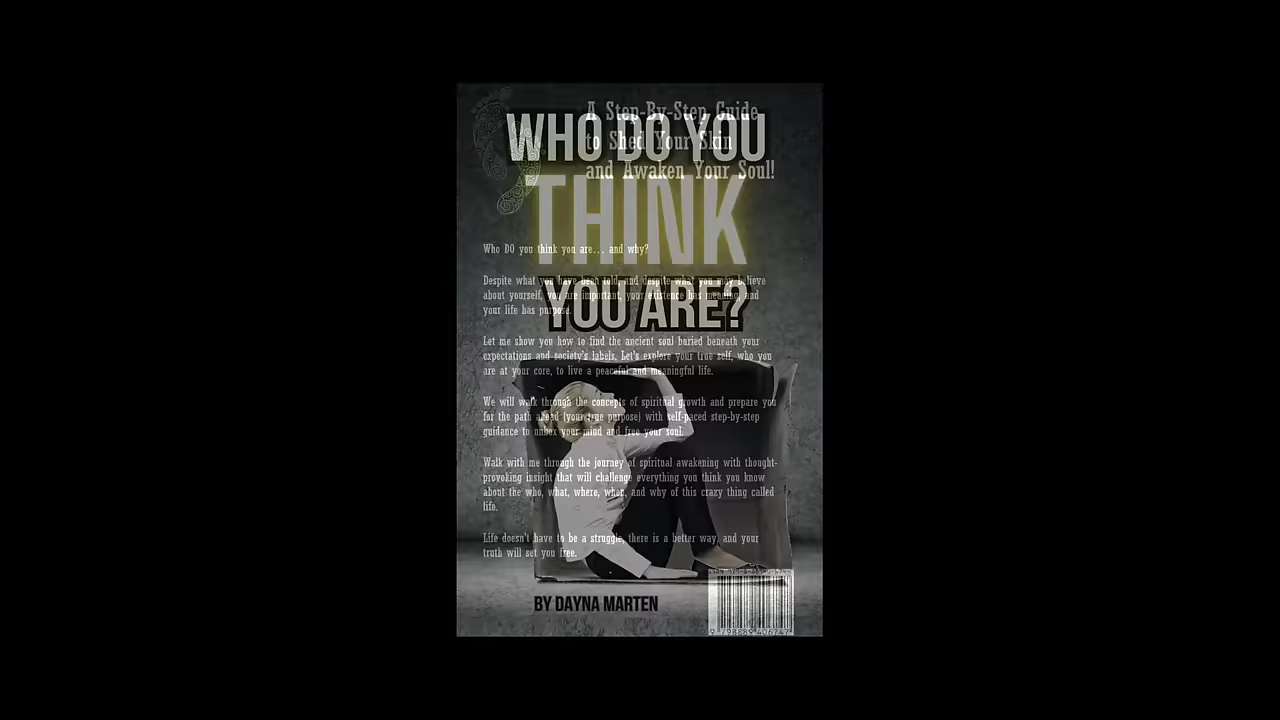 A Step-By-Step Guide
to Shed Your Skin
and Awaken Your Soul!
WHO DO YOU
THINK
YOU ARE?
Who DO you think you are... and why?
Despite what you have been told, and despite what you may believe
about yourself, you are important, your existence has meaning, and
your life has purpose.
Let me show you how to find the ancient soul buried beneath your
expectations and society's labels. Let's explore your true self, who you
are at your core, to live a peaceful and meaningful life.
We will walk through the concepts of spiritual growth and prepare you
for the path ahead (your true purpose) with self-paced step-by-step
guidance to unbox your mind and free your soul.
Walk with me through the journey of spiritual awakening with thought-
provoking insight that will challenge everything you think you know
about the who, what, where, when, and why of this crazy thing called
life.
Life doesn't have to be a struggle, there is a better way, and your
truth will set you free.
BY DAYNA MARTEN
9 798889 406747